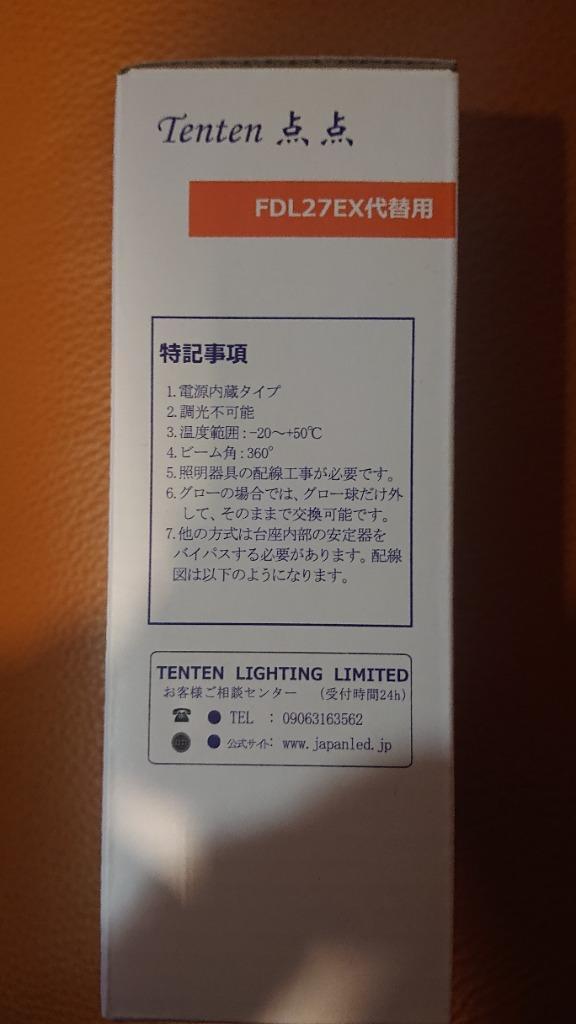 Tenten 点点
FDL27EX代替用
特記事項
1.電源内蔵タイプ
2.調光不可能
3.温度範囲:-20～+50℃
4.ビーム角:360°
5.照明器具の配線工事が必要です。
6.グローの場合では、グロー球だけ外
して、そのままで交換可能です。
7.他の方式は台座内部の安定器を
バイパスする必要があります。配線
図は以下のようになります。
TENTEN LIGHTING LIMITED
お客様ご相談センター （受付時間24h）
☎ ● TEL : 09063163562
● 公式サイト: www.japanled.jp